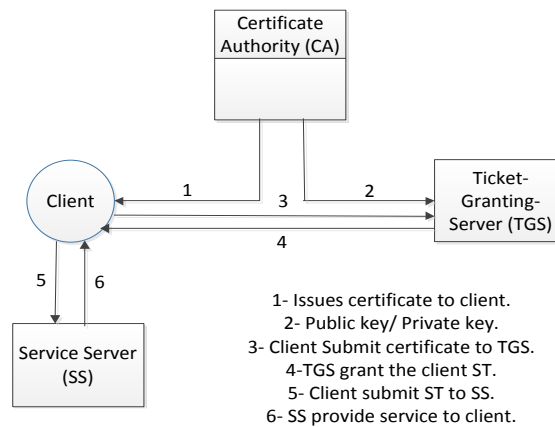 Certificate
Authority (CA)
1
2
3
4
Client
Ticket-
Granting-
Server (TGS)
5
6
Service Server
(SS)
1- Issues certificate to client.
2- Public key/ Private key.
3- Client Submit certificate to TGS.
4-TGS grant the client ST.
5- Client submit ST to SS.
6- SS provide service to client.